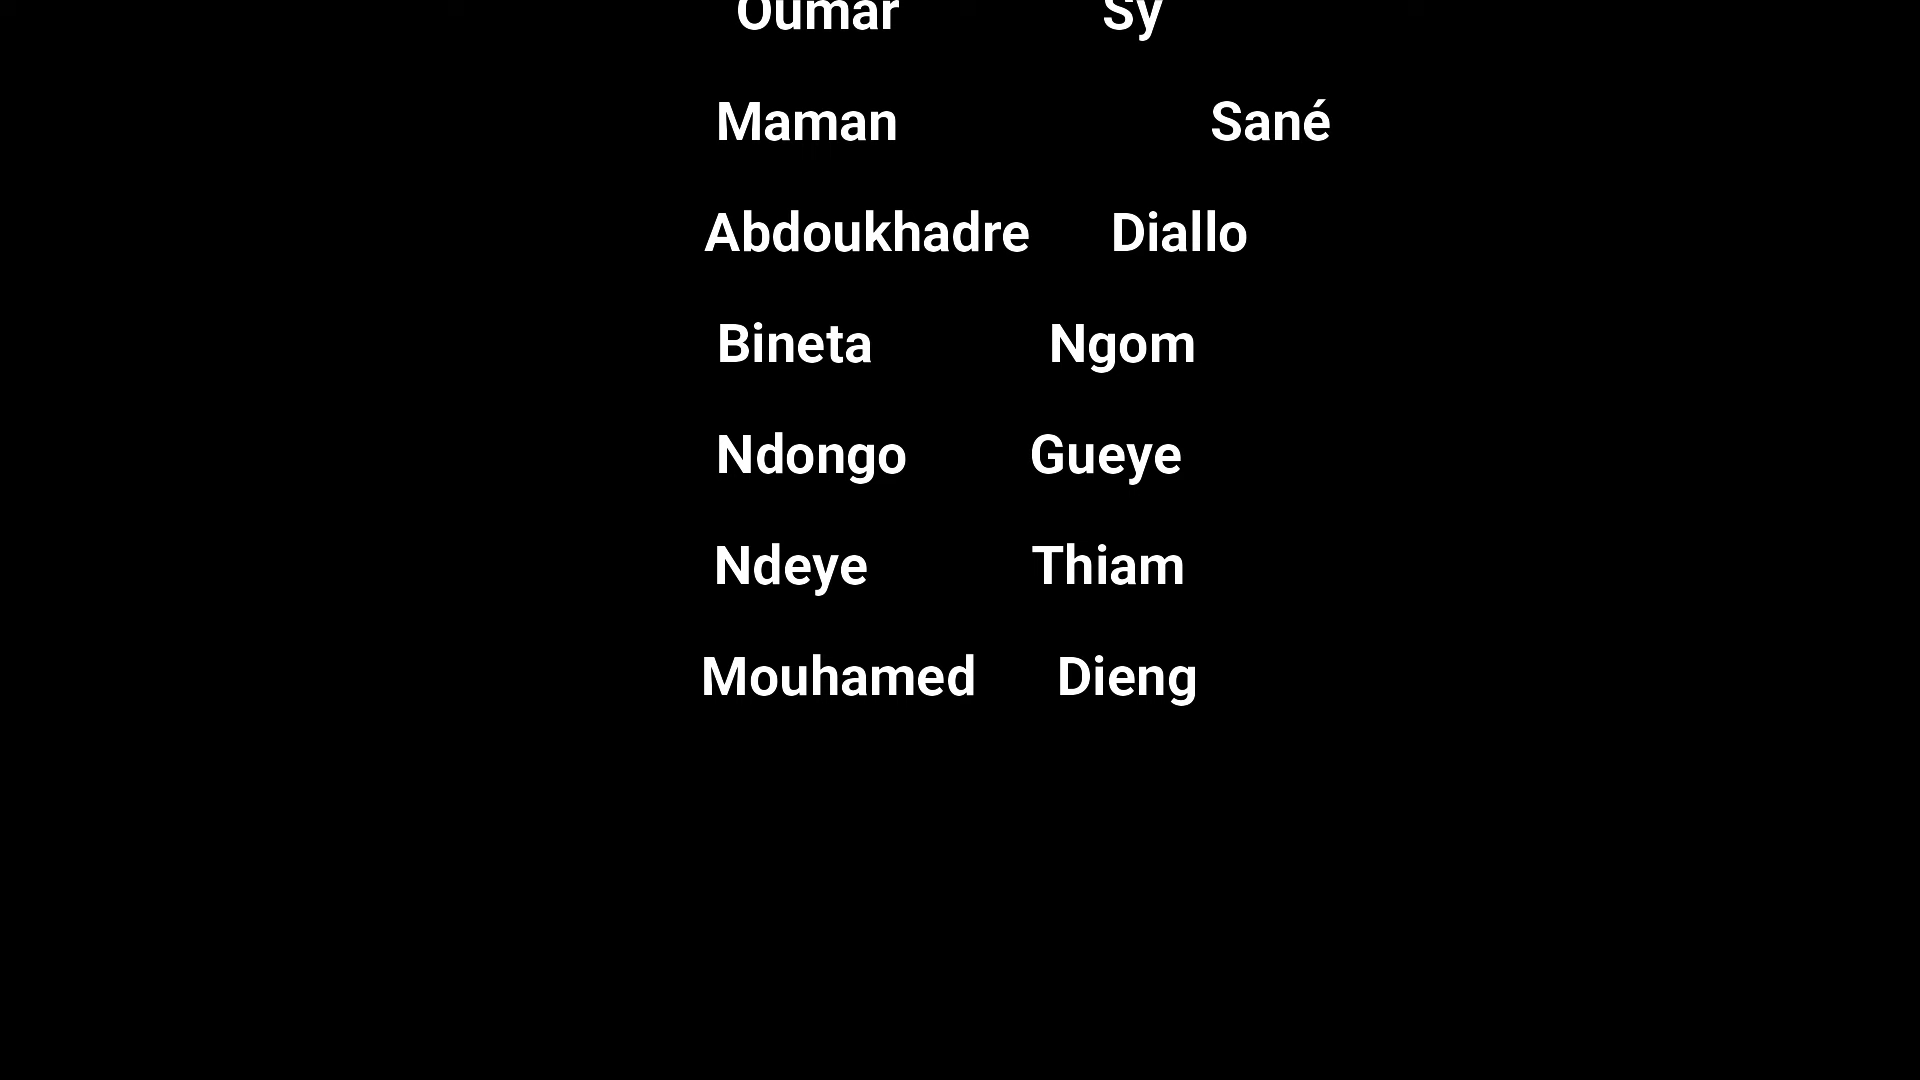 Oumar Sy
Maman Sané
Abdoukhadre Diallo
Bineta Ngom
Ndongo Gueye
Ndeye Thiam
Mouhamed Dieng